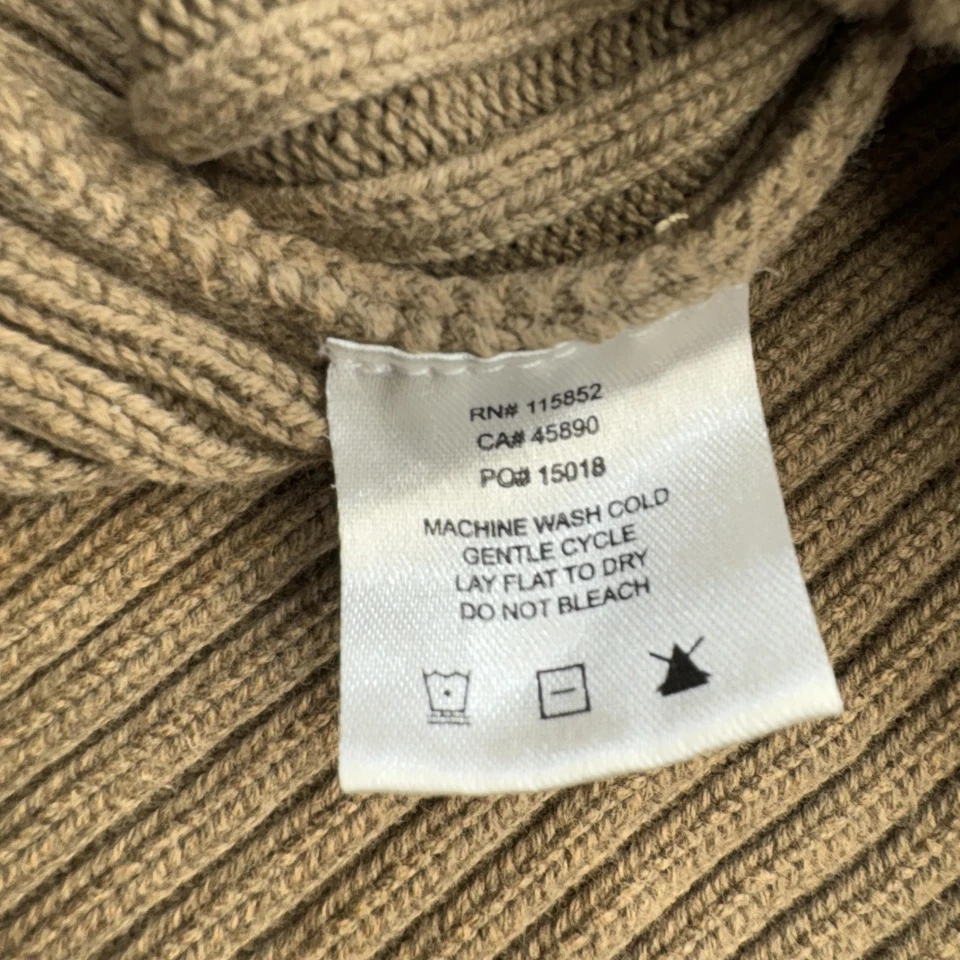 RN# 115852
CA# 45890
PO# 15018
MACHINE WASH COLD
GENTLE CYCLE
LAY FLAT TO DRY
DO NOT BLEACH